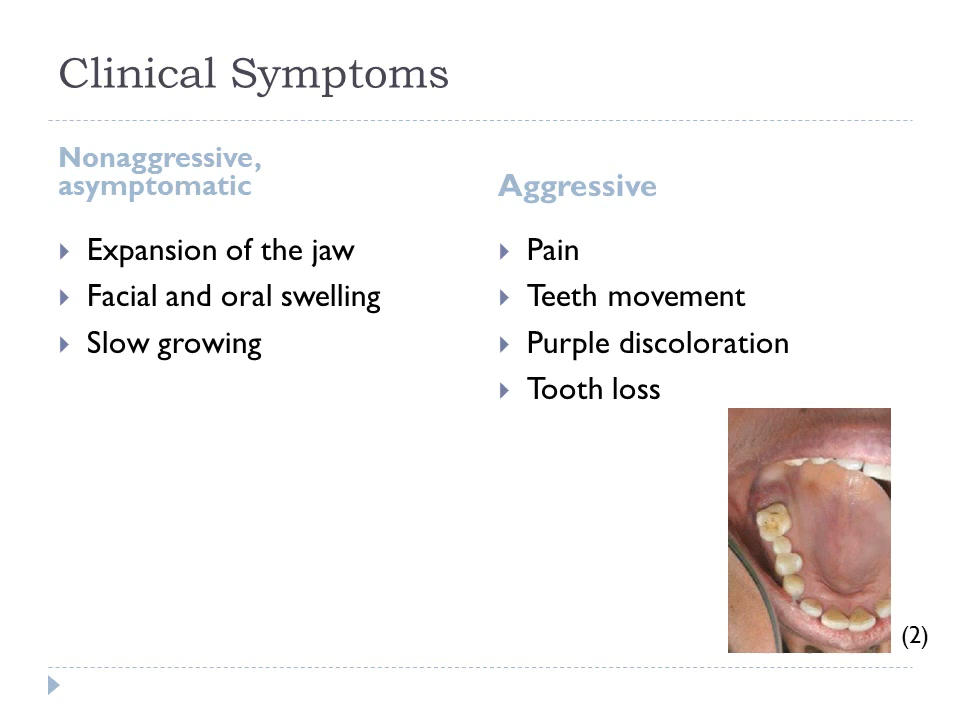 Clinical Symptoms
Nonaggressive,
asymptomatic
Expansion of the jaw
Facial and oral swelling
Slow growing
Aggressive
Pain
Teeth movement
Purple discoloration
Tooth loss
(2)